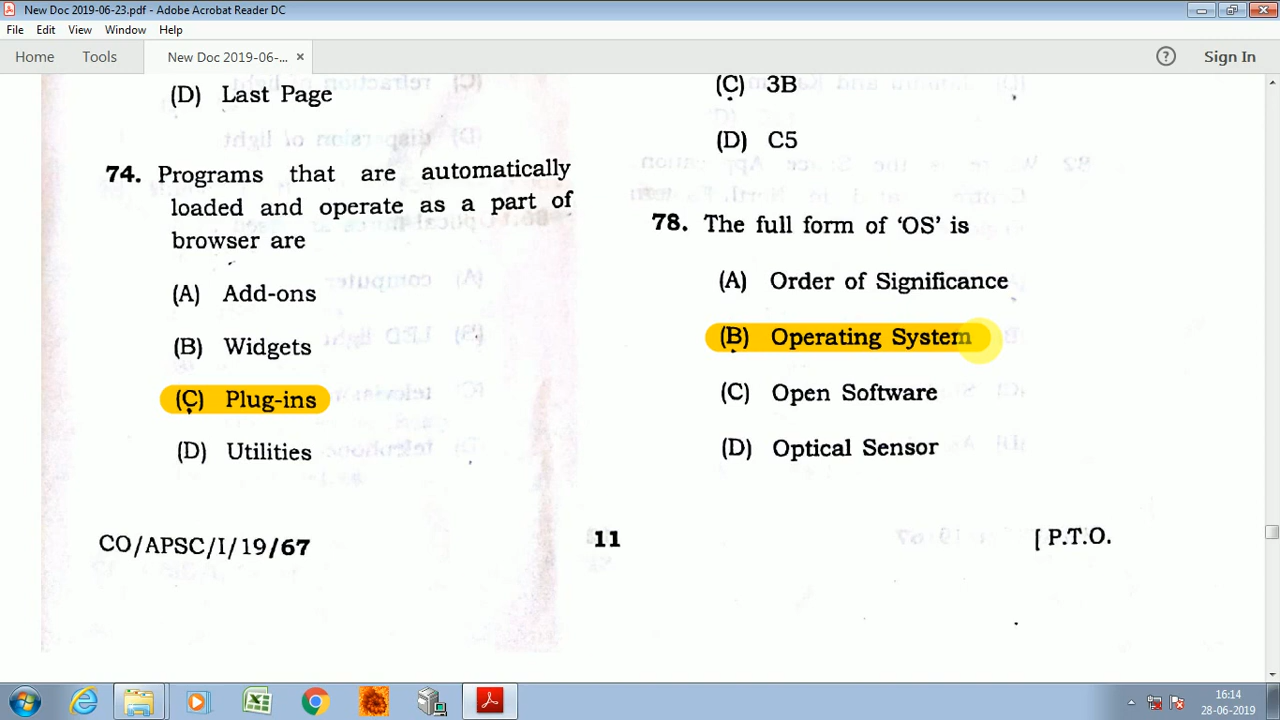 New Doc 2019-06-23.pdf - Adobe Acrobat Reader DC
File Edit View Window Help
Home Tools New Doc 2019-06-... × Sign In
(D) Last Page
74. Programs that are automatically
loaded and operate as a part of
browser are
(A) Add-ons
(B) Widgets
(C) Plug-ins
(D) Utilities
(C) 3B
(D) C5
78. The full form of ‘OS’ is
(A) Order of Significance
(B) Operating System
(C) Open Software
(D) Optical Sensor
CO/APSC/I/19/67 11 [ P.T.O.
16:14
28-06-2019